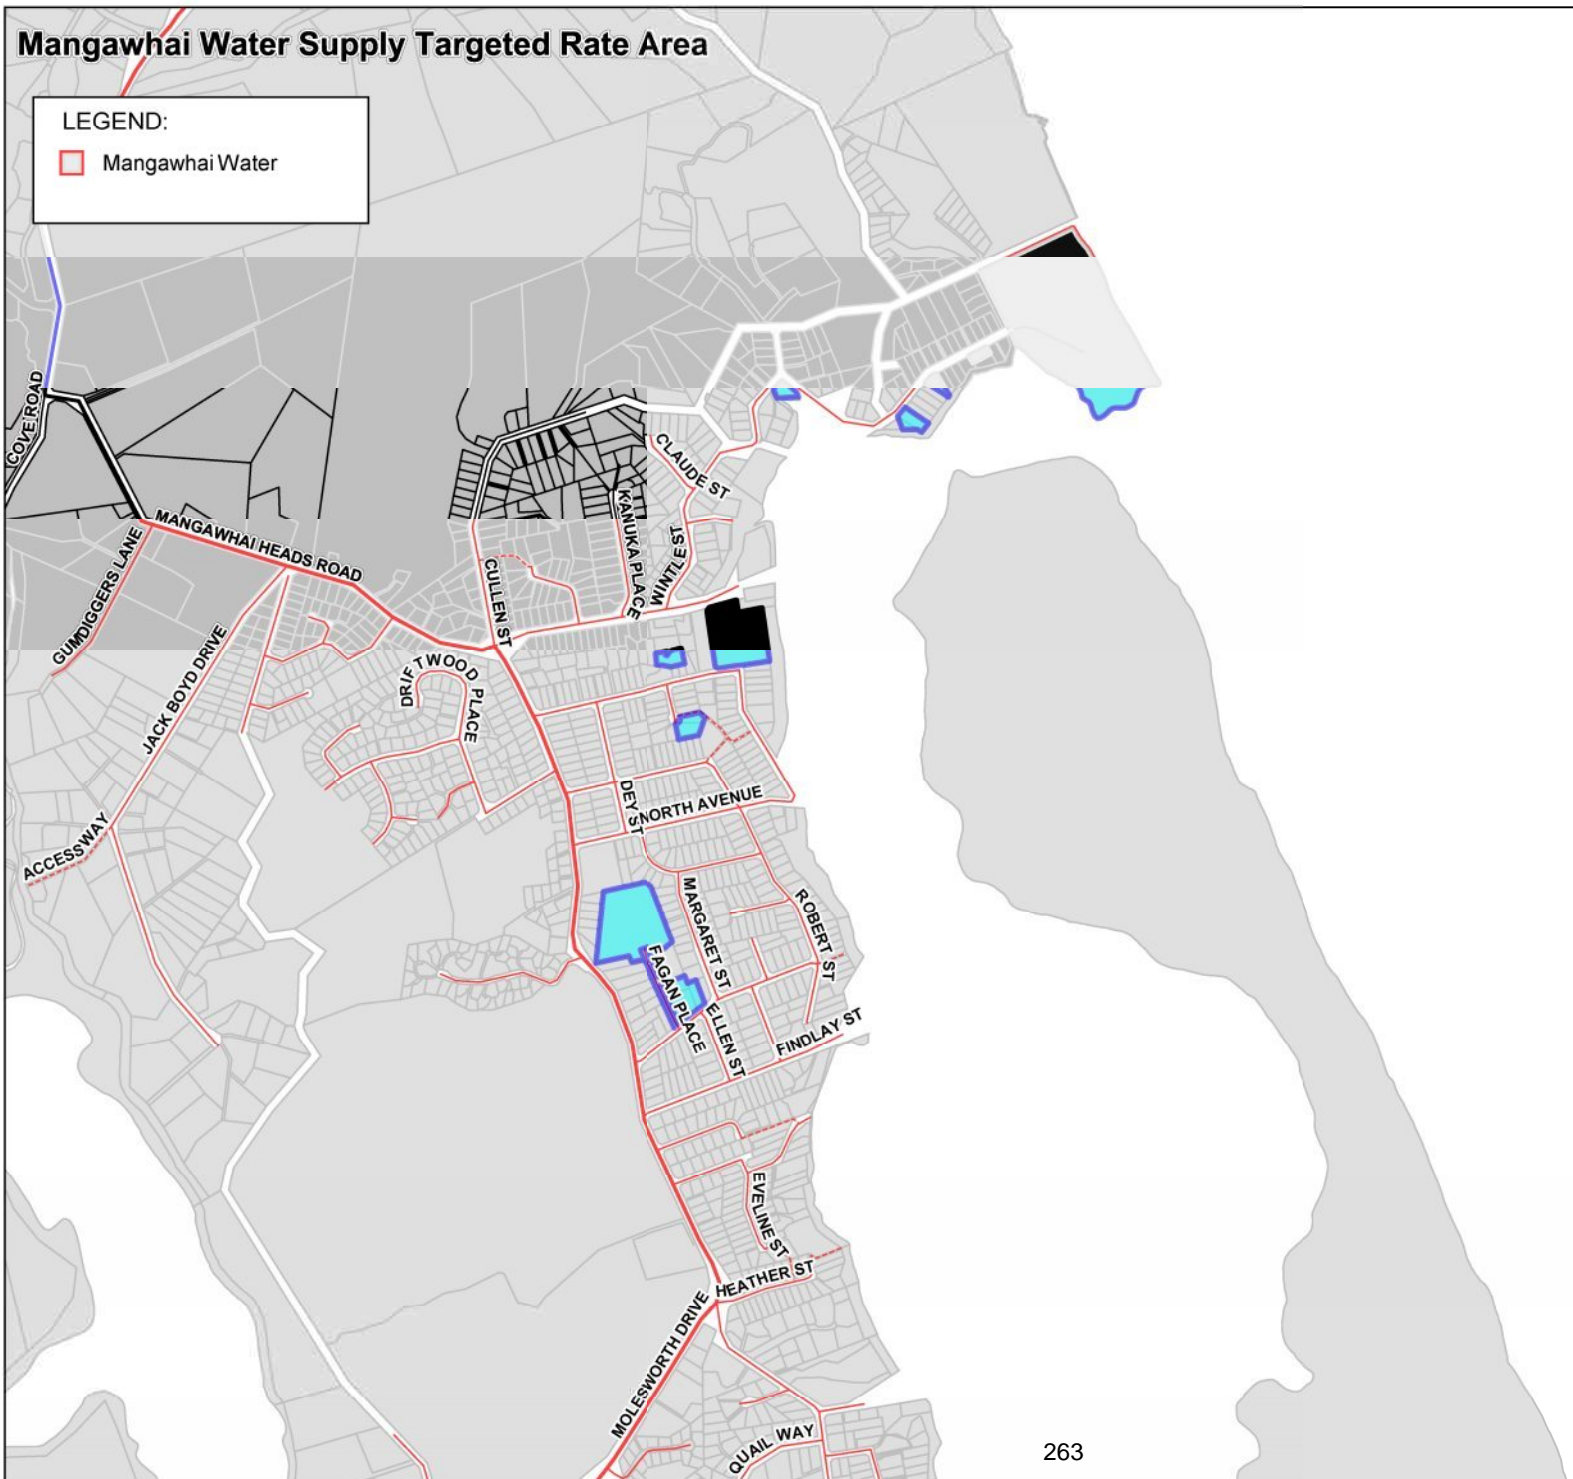 Mangawhai Water Supply Targeted Rate Area
LEGEND:
Mangawhai Water
COVE ROAD
CLAUDE ST
KANUKA PLACE
WINTLE ST
MANGAWHAI HEADS ROAD
GUMDIGGERS LANE
CULLEN ST
JACK BOYD DRIVE
DRIFTWOOD PLACE
DEY ST
NORTH AVENUE
ACCESSWAY
MARGARET ST
ROBERT ST
FAGAN PLACE
ELLEN ST
FINDLAY ST
EVELINE ST
HEATHER ST
MOLESWORTH DRIVE
QUAIL WAY
263